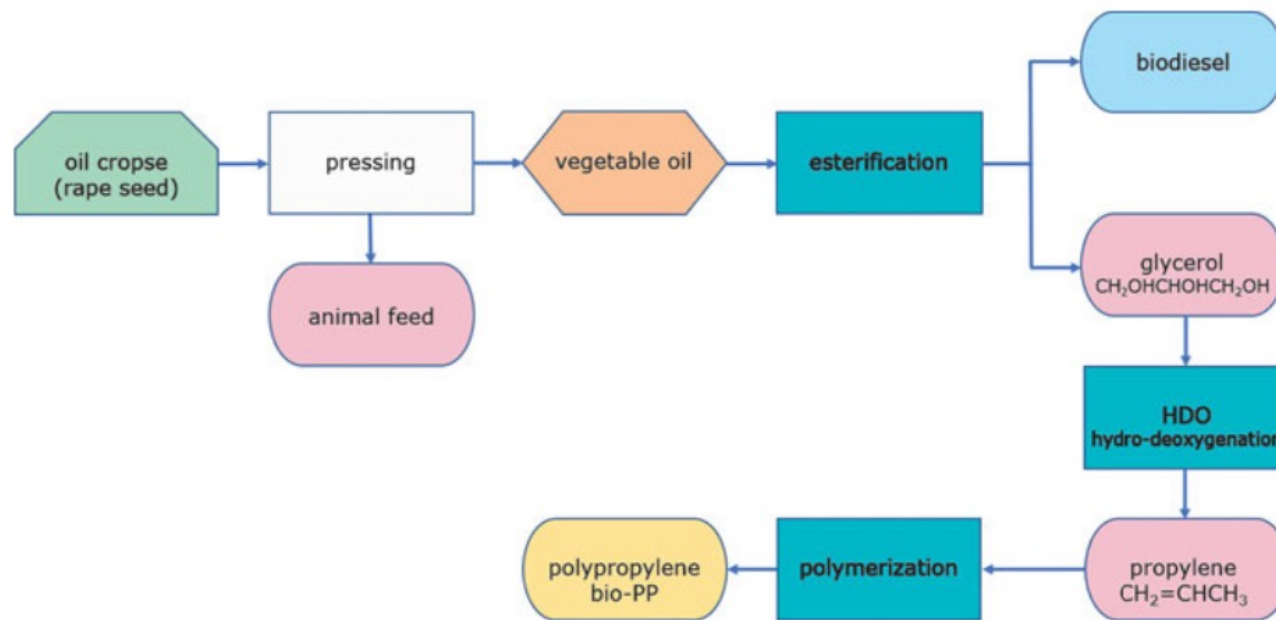 biodiesel
oil cropse
(rape seed)
pressing
vegetable oil
esterification
glycerol
CH₂OHCHOHCH₂OH
animal feed
HDO
hydro-deoxygenation
polypropylene
bio-PP
polymerization
propylene
CH₂=CHCH₃